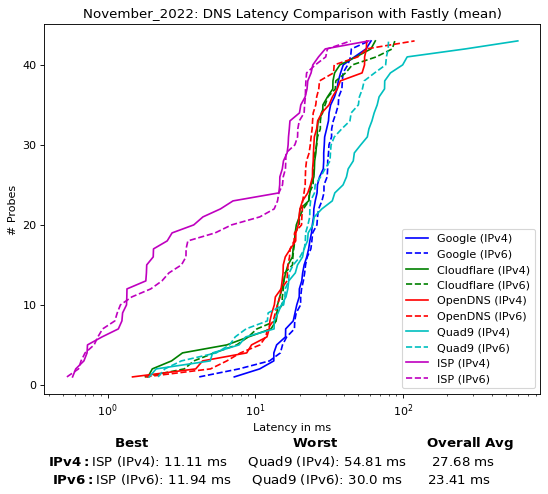 November_2022: DNS Latency Comparison with Fastly (mean)
# Probes
40
30
20
10
0
10⁰
10¹
10²
Latency in ms
Google (IPv4)
Google (IPv6)
Cloudflare (IPv4)
Cloudflare (IPv6)
OpenDNS (IPv4)
OpenDNS (IPv6)
Quad9 (IPv4)
Quad9 (IPv6)
ISP (IPv4)
ISP (IPv6)
Best Worst Overall Avg
IPv4: ISP (IPv4): 11.11 ms Quad9 (IPv4): 54.81 ms 27.68 ms
IPv6: ISP (IPv6): 11.94 ms Quad9 (IPv6): 30.0 ms 23.41 ms